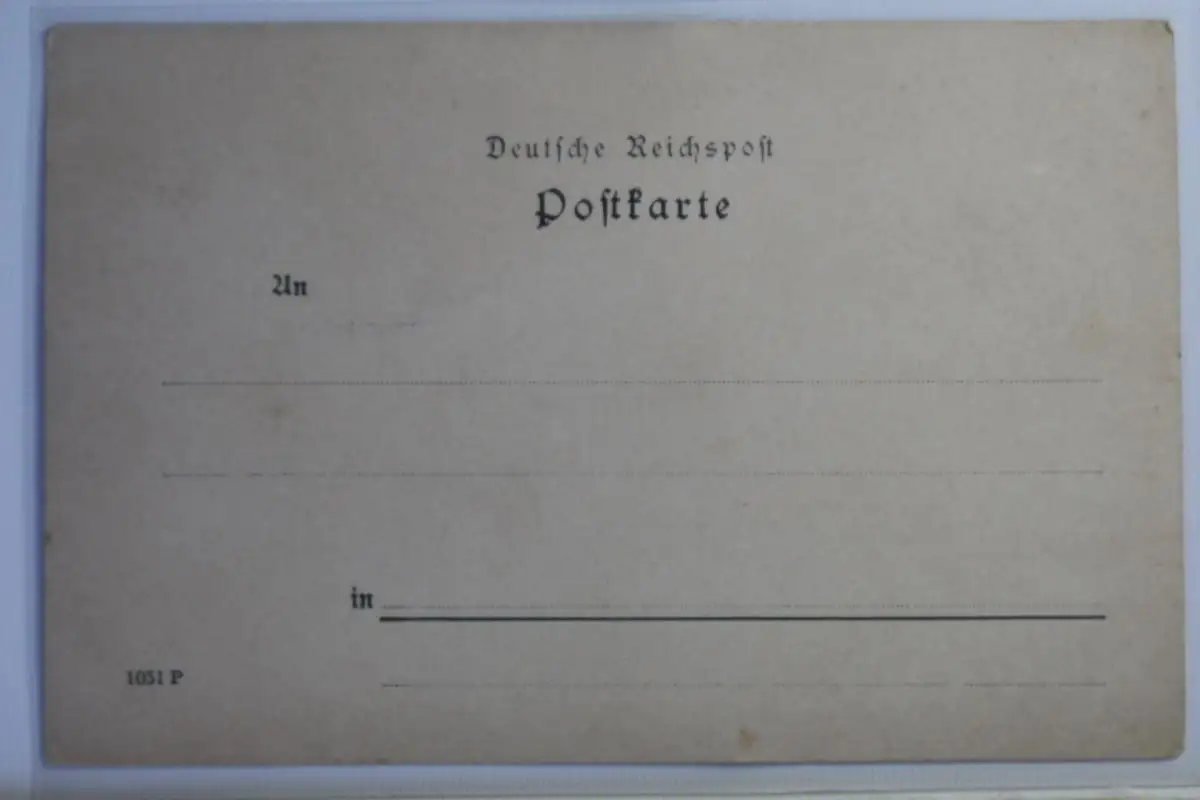 Deutsche Reichspost
Postkarte
An
in
1051 P